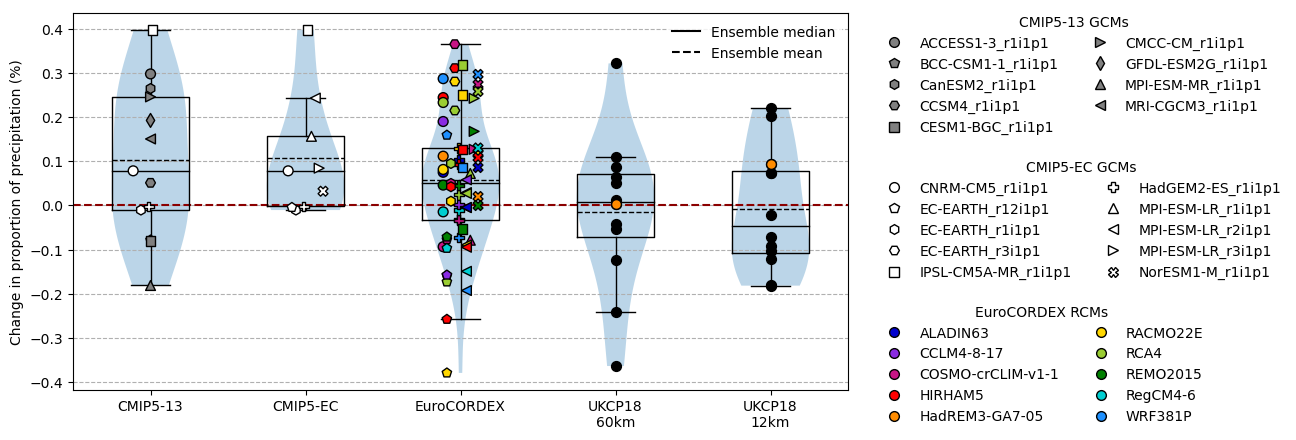 Change in proportion of precipitation (%)
0.4
0.3
0.2
0.1
0.0
−0.1
−0.2
−0.3
−0.4
CMIP5-13
CMIP5-EC
EuroCORDEX
UKCP18
60km
UKCP18
12km
Ensemble median
Ensemble mean
CMIP5-13 GCMs
ACCESS1-3_r1i1p1
BCC-CSM1-1_r1i1p1
CanESM2_r1i1p1
CCSM4_r1i1p1
CESM1-BGC_r1i1p1
CMCC-CM_r1i1p1
GFDL-ESM2G_r1i1p1
MPI-ESM-MR_r1i1p1
MRI-CGCM3_r1i1p1
CMIP5-EC GCMs
CNRM-CM5_r1i1p1
EC-EARTH_r12i1p1
EC-EARTH_r1i1p1
EC-EARTH_r3i1p1
IPSL-CM5A-MR_r1i1p1
HadGEM2-ES_r1i1p1
MPI-ESM-LR_r1i1p1
MPI-ESM-LR_r2i1p1
MPI-ESM-LR_r3i1p1
NorESM1-M_r1i1p1
EuroCORDEX RCMs
ALADIN63
CCLM4-8-17
COSMO-crCLIM-v1-1
HIRHAM5
HadREM3-GA7-05
RACMO22E
RCA4
REMO2015
RegCM4-6
WRF381P